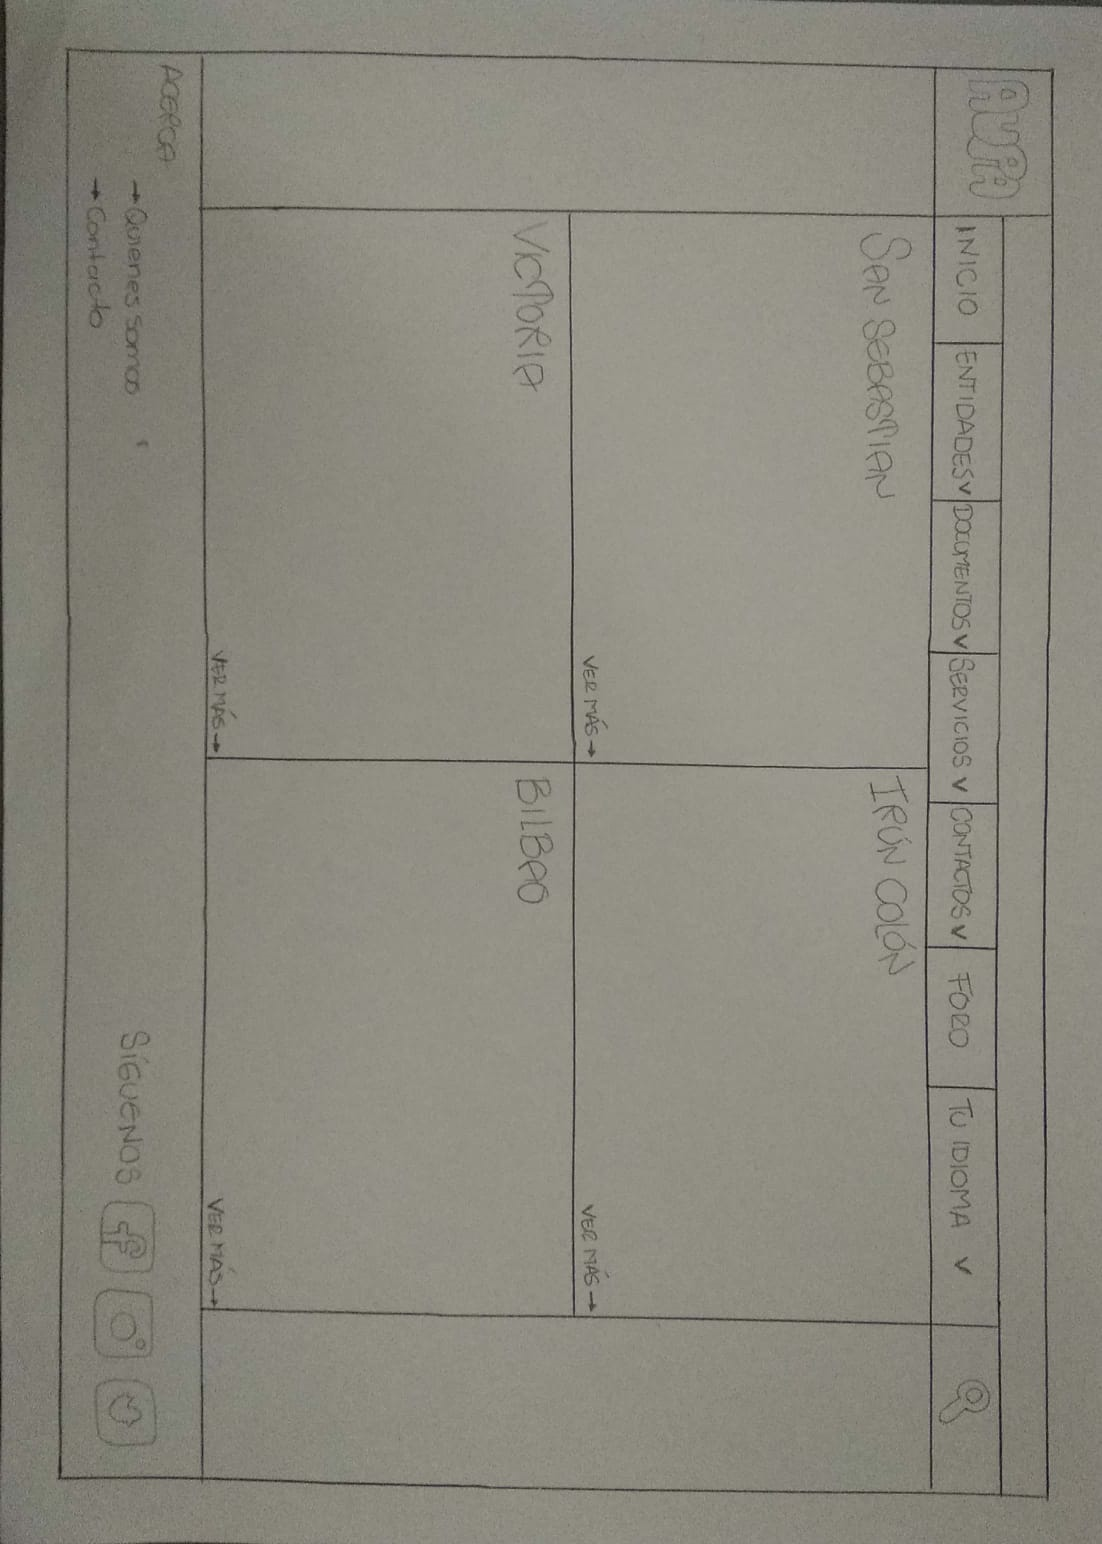 AUPA
INICIO
ENTIDADES
DOCUMENTOS
SERVICIOS
CONTACTOS
FORO
TU IDIOMA
SAN SEBASTIAN
VER MÁS →
IRÚN COLÓN
VER MÁS →
VICTORIA
VER MÁS →
BILBAO
VER MÁS →
ACERCA
→ Quienes somos
→ Contacto
SÍGUENOS